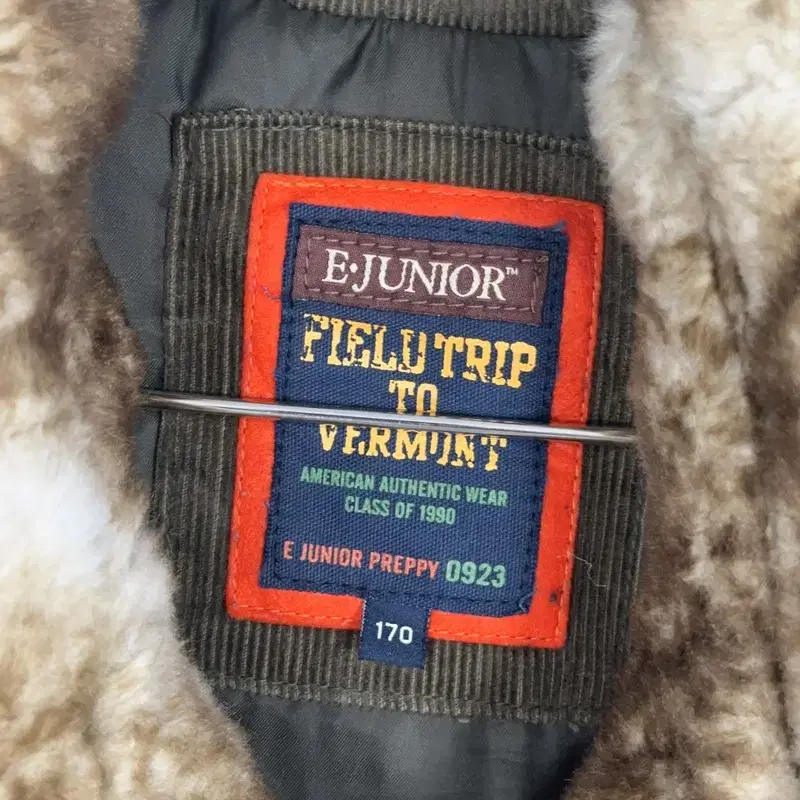 E·JUNIOR™
FIELD TRIP
TO
VERMONT
AMERICAN AUTHENTIC WEAR
CLASS OF 1990
E JUNIOR PREPPY 0923
170